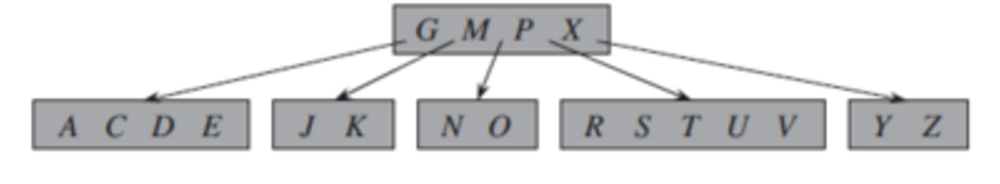 G M P X
A C D E J K N O R S T U V Y Z